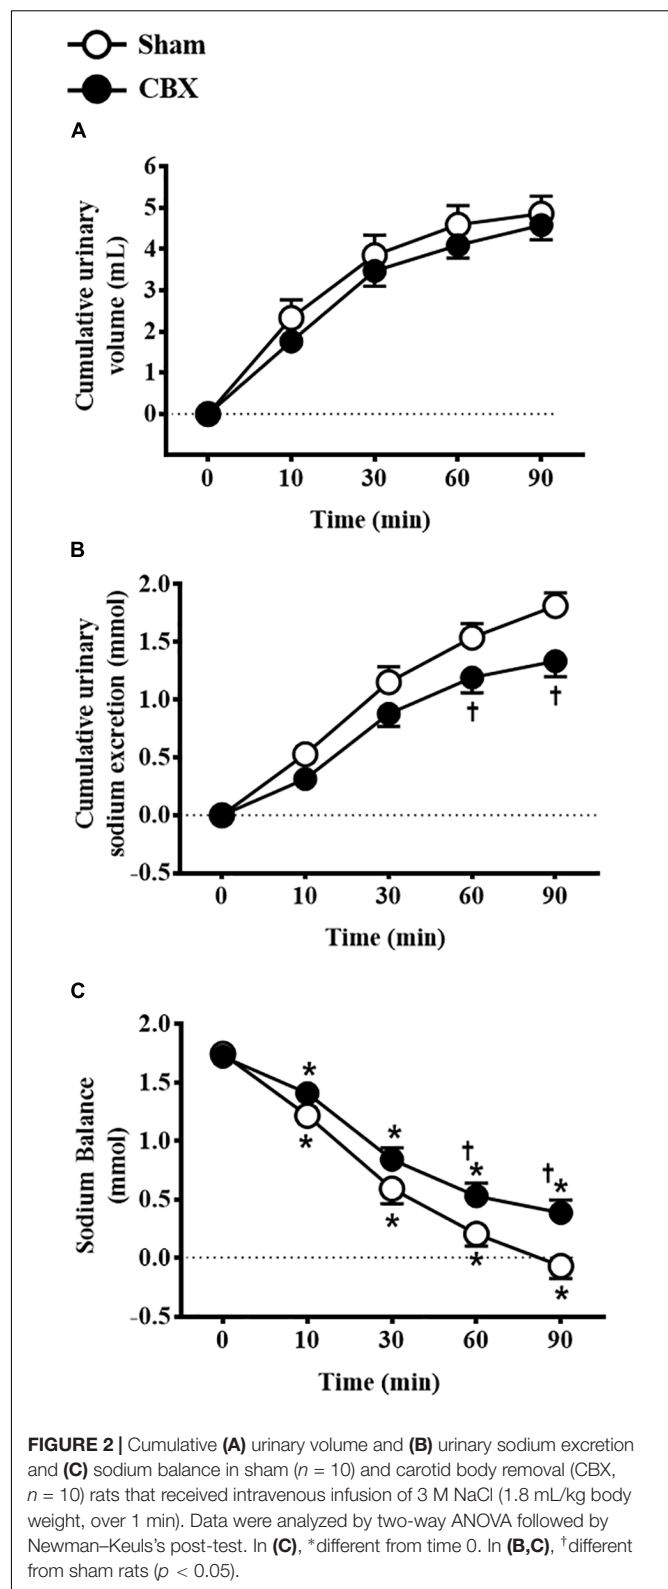 Sham
CBX
A
Cumulative urinary
volume (mL)
6
5
4
3
2
1
0
0 10 30 60 90
Time (min)
B
Cumulative urinary
sodium excretion (mmol)
2.0
1.5
1.0
0.5
0.0
-0.5
† †
0 10 30 60 90
Time (min)
C
Sodium Balance
(mmol)
2.0
1.5
1.0
0.5
0.0
-0.5
* * †* †*
* * * *
0 10 30 60 90
Time (min)
FIGURE 2 | Cumulative (A) urinary volume and (B) urinary sodium excretion
and (C) sodium balance in sham (n = 10) and carotid body removal (CBX,
n = 10) rats that received intravenous infusion of 3 M NaCl (1.8 mL/kg body
weight, over 1 min). Data were analyzed by two-way ANOVA followed by
Newman–Keuls's post-test. In (C), *different from time 0. In (B,C), †different
from sham rats (p < 0.05).